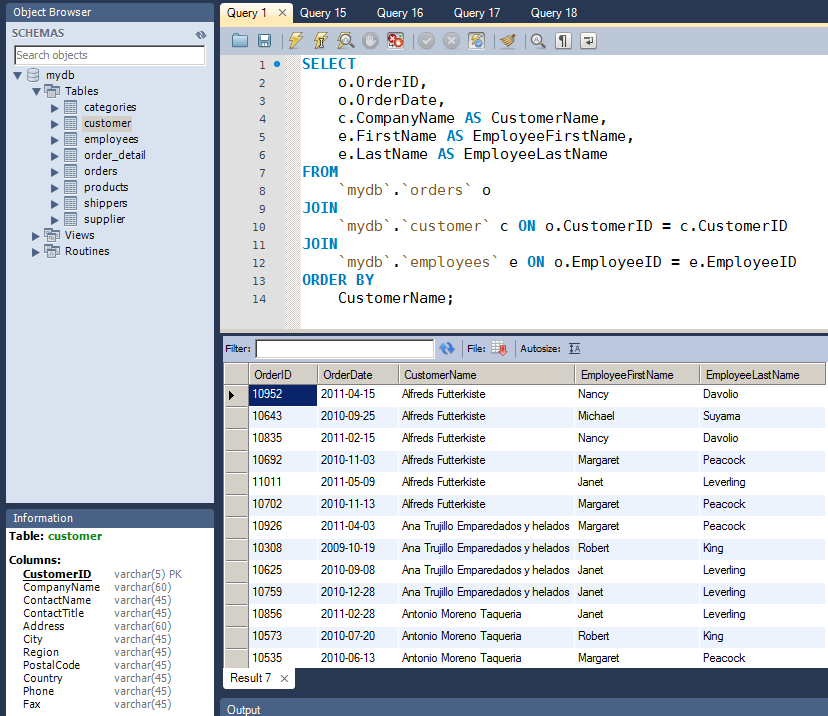 Object Browser
SCHEMAS
Search objects
mydb
Tables
categories
customer
employees
order_detail
orders
products
shippers
supplier
Views
Routines
Information
Table: customer
Columns:
CustomerID varchar(5) PK
CompanyName varchar(60)
ContactName varchar(45)
ContactTitle varchar(45)
Address varchar(60)
City varchar(45)
Region varchar(45)
PostalCode varchar(45)
Country varchar(45)
Phone varchar(45)
Fax varchar(45)
Query 1 Query 15 Query 16 Query 17 Query 18
1 SELECT
2 o.OrderID,
3 o.OrderDate,
4 c.CompanyName AS CustomerName,
5 e.FirstName AS EmployeeFirstName,
6 e.LastName AS EmployeeLastName
7 FROM
8 `mydb`.`orders` o
9 JOIN
10 `mydb`.`customer` c ON o.CustomerID = c.CustomerID
11 JOIN
12 `mydb`.`employees` e ON o.EmployeeID = e.EmployeeID
13 ORDER BY
14 CustomerName;
Filter: File: Autosize:
OrderID OrderDate CustomerName EmployeeFirstName EmployeeLastName
10952 2011-04-15 Alfreds Futterkiste Nancy Davolio
10643 2010-09-25 Alfreds Futterkiste Michael Suyama
10835 2011-02-15 Alfreds Futterkiste Nancy Davolio
10692 2010-11-03 Alfreds Futterkiste Margaret Peacock
11011 2011-05-09 Alfreds Futterkiste Janet Leverling
10702 2010-11-13 Alfreds Futterkiste Margaret Peacock
10926 2011-04-03 Ana Trujillo Emparedados y helados Margaret Peacock
10308 2009-10-19 Ana Trujillo Emparedados y helados Robert King
10625 2010-09-08 Ana Trujillo Emparedados y helados Janet Leverling
10759 2010-12-28 Ana Trujillo Emparedados y helados Janet Leverling
10856 2011-02-28 Antonio Moreno Taqueria Janet Leverling
10573 2010-07-20 Antonio Moreno Taqueria Robert King
10535 2010-06-13 Antonio Moreno Taqueria Margaret Peacock
Result 7
Output